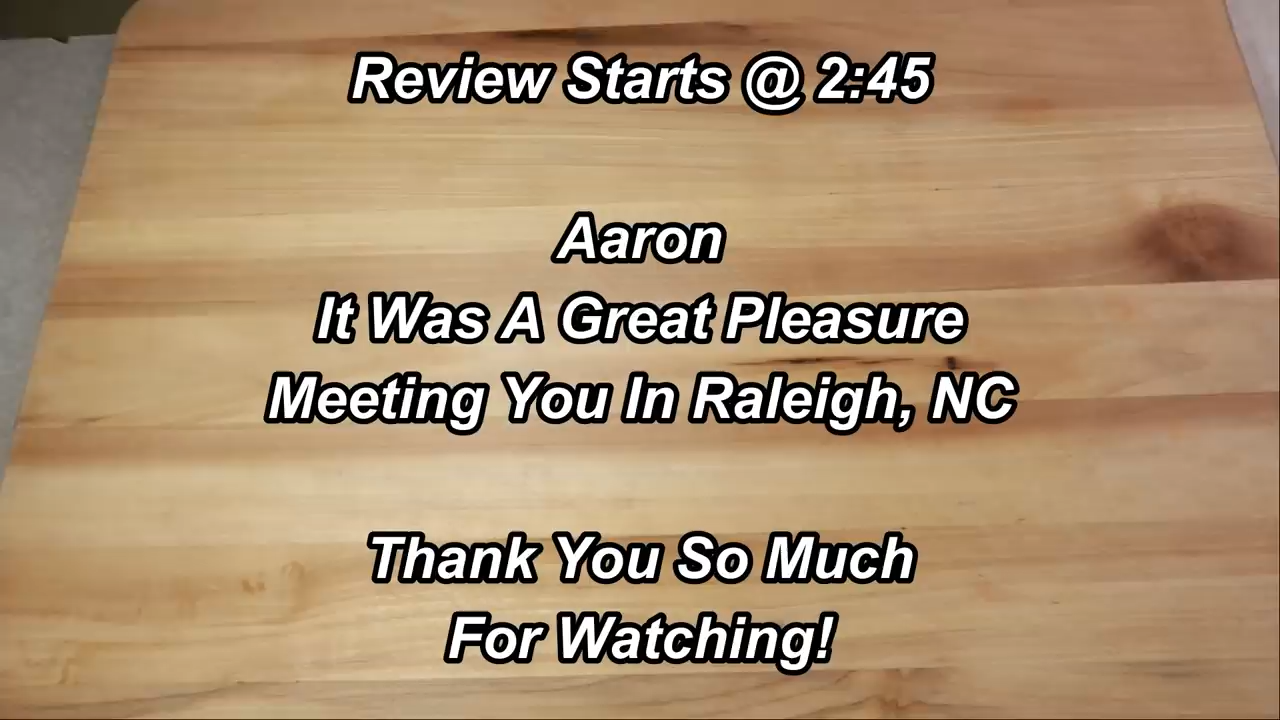 Review Starts @ 2:45
Aaron
It Was A Great Pleasure
Meeting You In Raleigh, NC
Thank You So Much
For Watching!